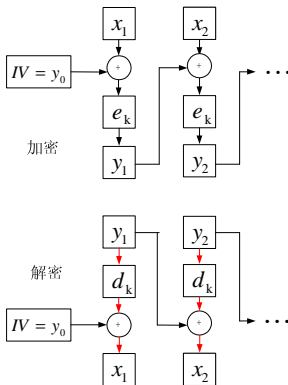 x₁ x₂
IV = y₀ + + ...
eₖ eₖ
加密
y₁ y₂
y₁ y₂
解密
dₖ dₖ
IV = y₀ + + ...
x₁ x₂